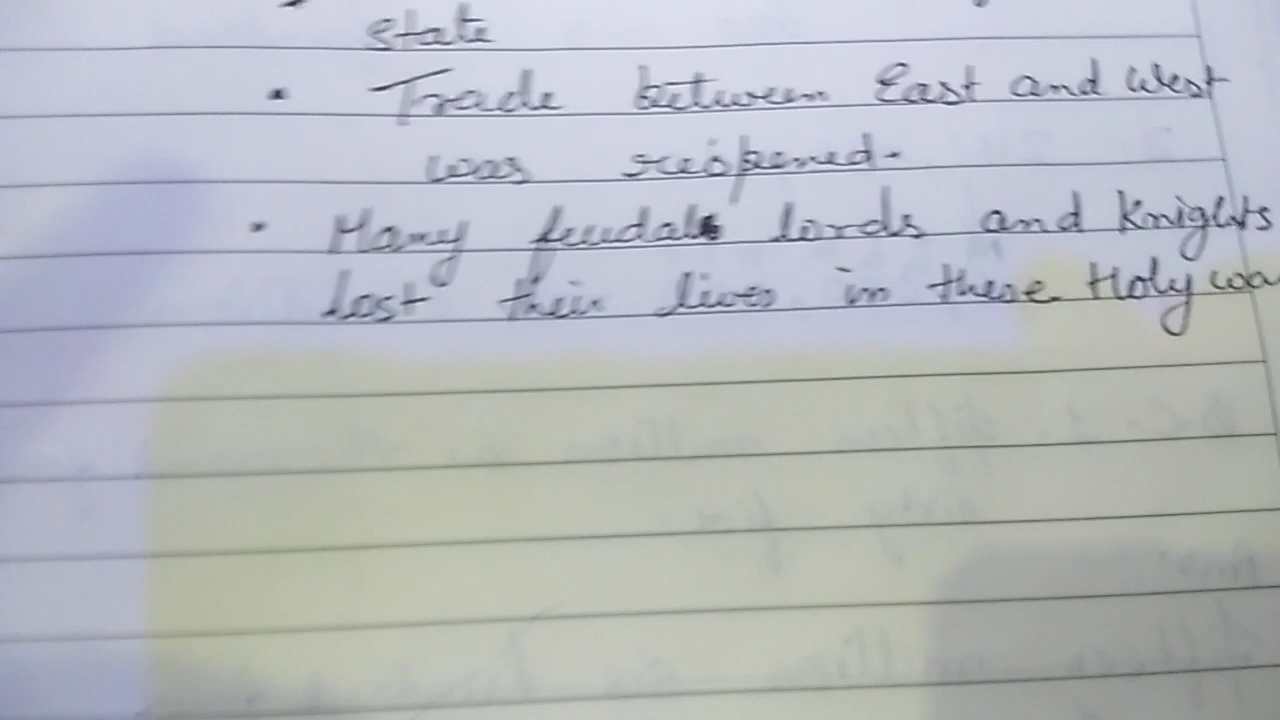 state
• Trade between East and West
was reopened.
• Many feudal lords and Knights
lost their lives in these Holy wa